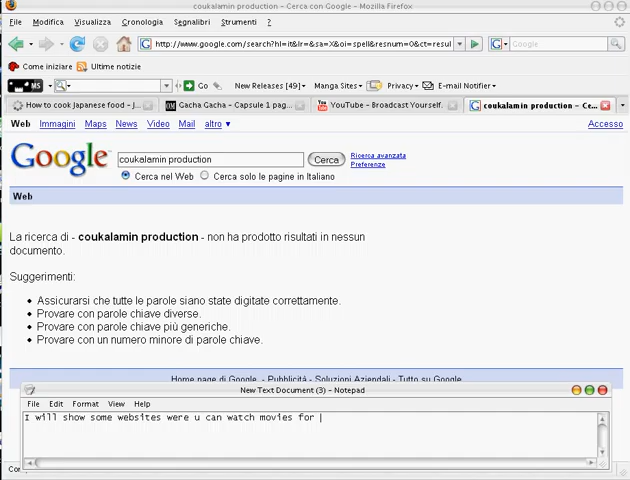 coukalamin production - Cerca con Google - Mozilla Firefox
File Modifica Visualizza Cronologia Segnalibri Strumenti ?
http://www.google.com/search?hl=it&lr=&sa=X&oi=spell&resnum=0&ct=resul
Google
Come iniziare Ultime notizie
MS Go New Releases [49] Manga Sites Privacy E-mail Notifier
How to cook Japanese food - J... Gacha Gacha - Capsule 1 pag... YouTube - Broadcast Yourself. coukalamin production - Ce...
Web Immagini Maps News Video Mail altro ▼ Accesso
Google coukalamin production Cerca Ricerca avanzata
Preferenze
Cerca nel Web Cerca solo le pagine in Italiano
Web
La ricerca di - coukalamin production - non ha prodotto risultati in nessun
documento.
Suggerimenti:
• Assicurarsi che tutte le parole siano state digitate correttamente.
• Provare con parole chiave diverse.
• Provare con parole chiave più generiche.
• Provare con un numero minore di parole chiave.
Home page di Google - Pubblicità - Soluzioni Aziendali - Tutto su Google
New Text Document (3) - Notepad
File Edit Format View Help
I will show some websites were u can watch movies for